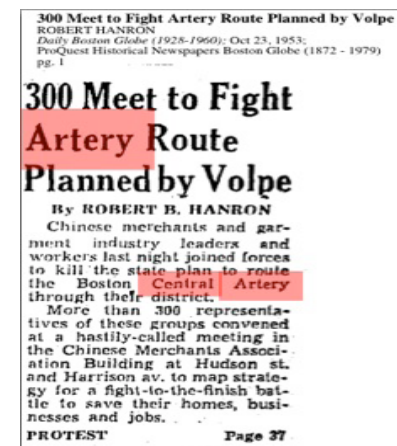 300 Meet to Fight Artery Route Planned by Volpe
ROBERT HANRON
Daily Boston Globe (1928-1960); Oct 23, 1953;
ProQuest Historical Newspapers Boston Globe (1872 - 1979)
pg. 1
300 Meet to Fight
Artery Route
Planned by Volpe
By ROBERT B. HANRON
Chinese merchants and gar-
ment industry leaders and
workers last night joined forces
to kill the state plan to route
the Boston Central Artery
through their district.
More than 300 representa-
tives of these groups convened
at a hastily-called meeting in
the Chinese Merchants Associ-
ation Building at Hudson st.
and Harrison av. to map strate-
gy for a fight-to-the-finish bat-
tle to save their homes, busi-
nesses and jobs.
PROTEST Page 37